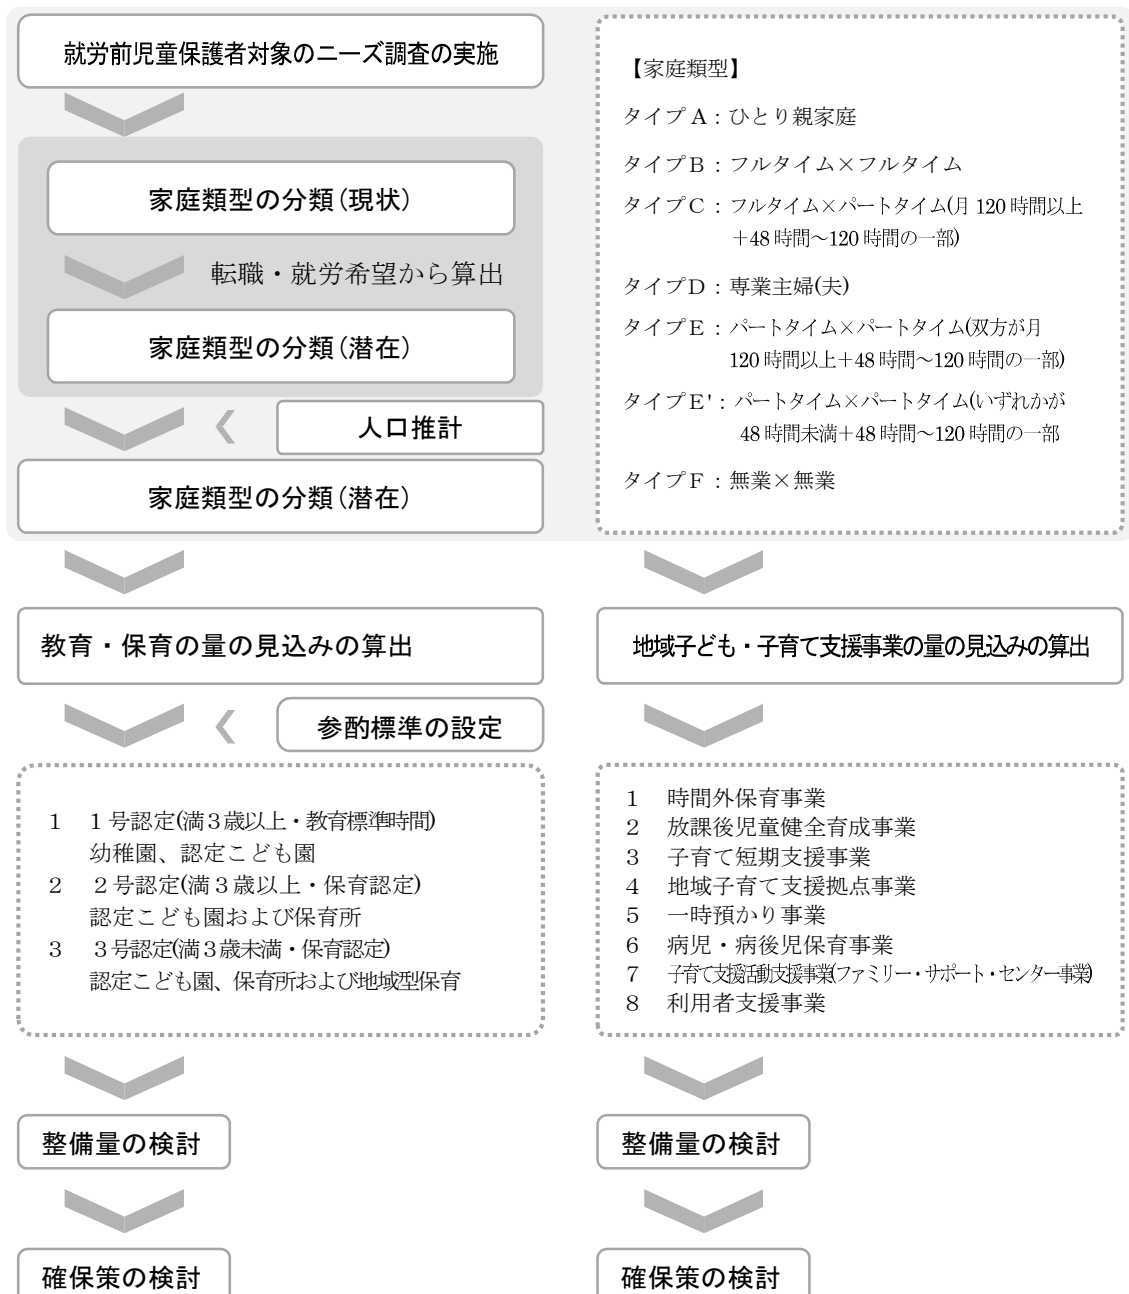 就労前児童保護者対象のニーズ調査の実施
家庭類型の分類(現状)
転職・就労希望から算出
家庭類型の分類(潜在)
人口推計
家庭類型の分類(潜在)
【家庭類型】
タイプA:ひとり親家庭
タイプB:フルタイム×フルタイム
タイプC:フルタイム×パートタイム(月120時間以上
+48時間~120時間の一部)
タイプD:専業主婦(夫)
タイプE:パートタイム×パートタイム(双方が月
120時間以上+48時間~120時間の一部)
タイプE':パートタイム×パートタイム(いずれかが
48時間未満+48時間~120時間の一部
タイプF:無業×無業
教育・保育の量の見込みの算出
参酌標準の設定
1 1号認定(満3歳以上・教育標準時間)
幼稚園、認定こども園
2 2号認定(満3歳以上・保育認定)
認定こども園および保育所
3 3号認定(満3歳未満・保育認定)
認定こども園、保育所および地域型保育
整備量の検討
確保策の検討
地域子ども・子育て支援事業の量の見込みの算出
1 時間外保育事業
2 放課後児童健全育成事業
3 子育て短期支援事業
4 地域子育て支援拠点事業
5 一時預かり事業
6 病児・病後児保育事業
7 子育て支援活動支援事業(ファミリー・サポート・センター事業)
8 利用者支援事業
整備量の検討
確保策の検討